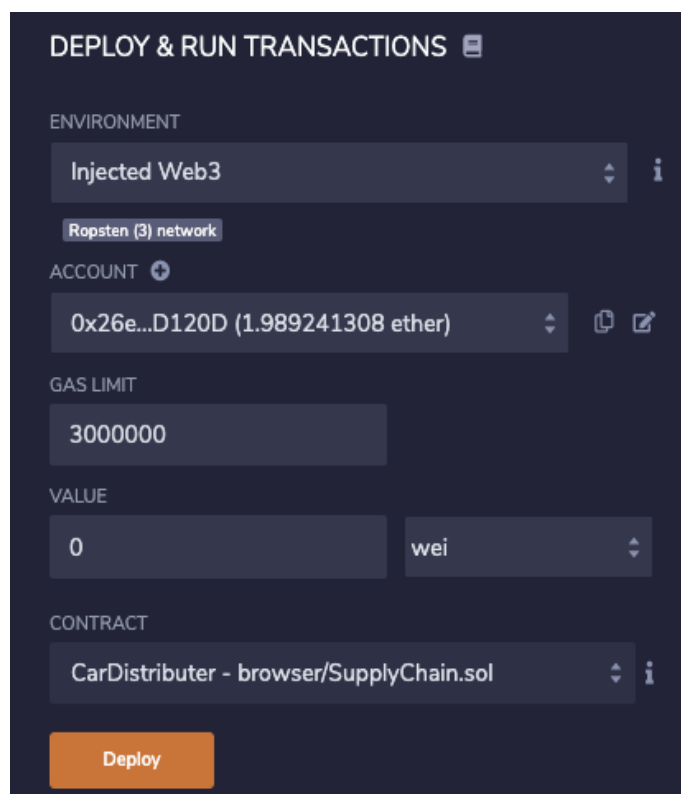 DEPLOY & RUN TRANSACTIONS
ENVIRONMENT
Injected Web3
Ropsten (3) network
ACCOUNT
0x26e...D120D (1.989241308 ether)
GAS LIMIT
3000000
VALUE
0 wei
CONTRACT
CarDistributer - browser/SupplyChain.sol
Deploy